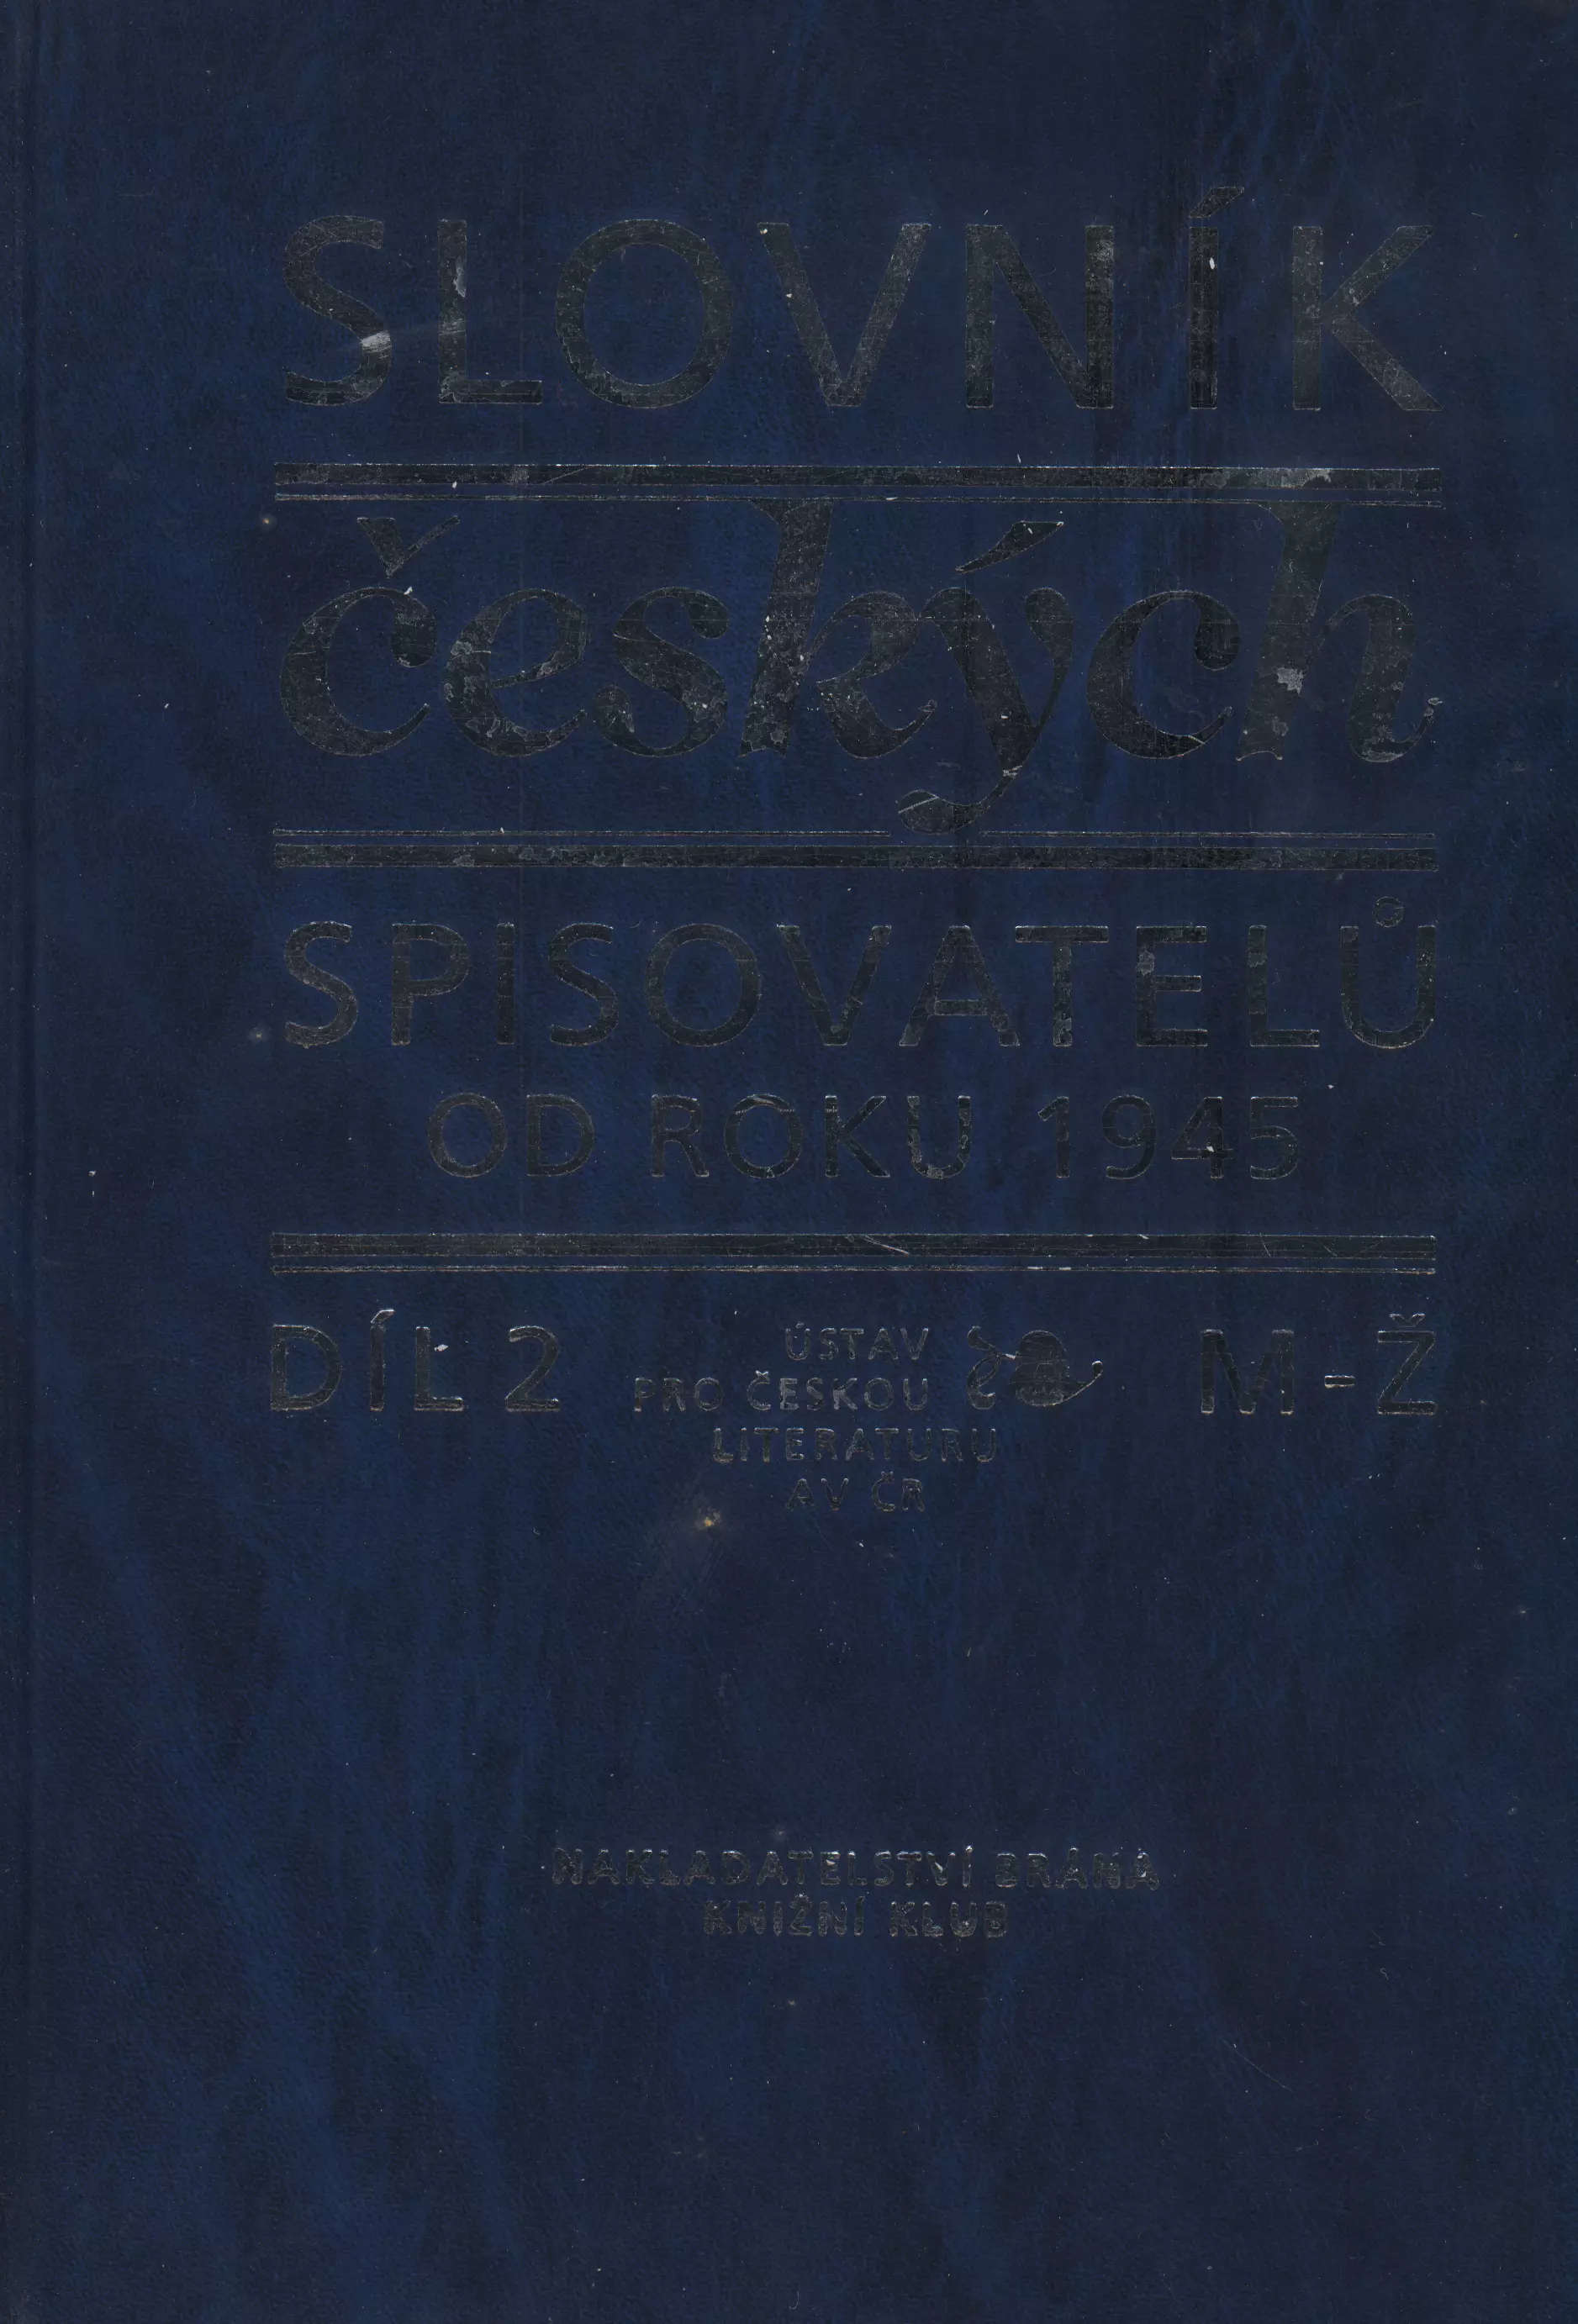 SLOVNÍK
českých
SPISOVATELŮ
OD ROKU 1945
DÍL 2
ÚSTAV
PRO ČESKOU
LITERATURU
AV ČR
M-Ž
NAKLADATELSTVÍ BRÁNA
KNIŽNÍ KLUB